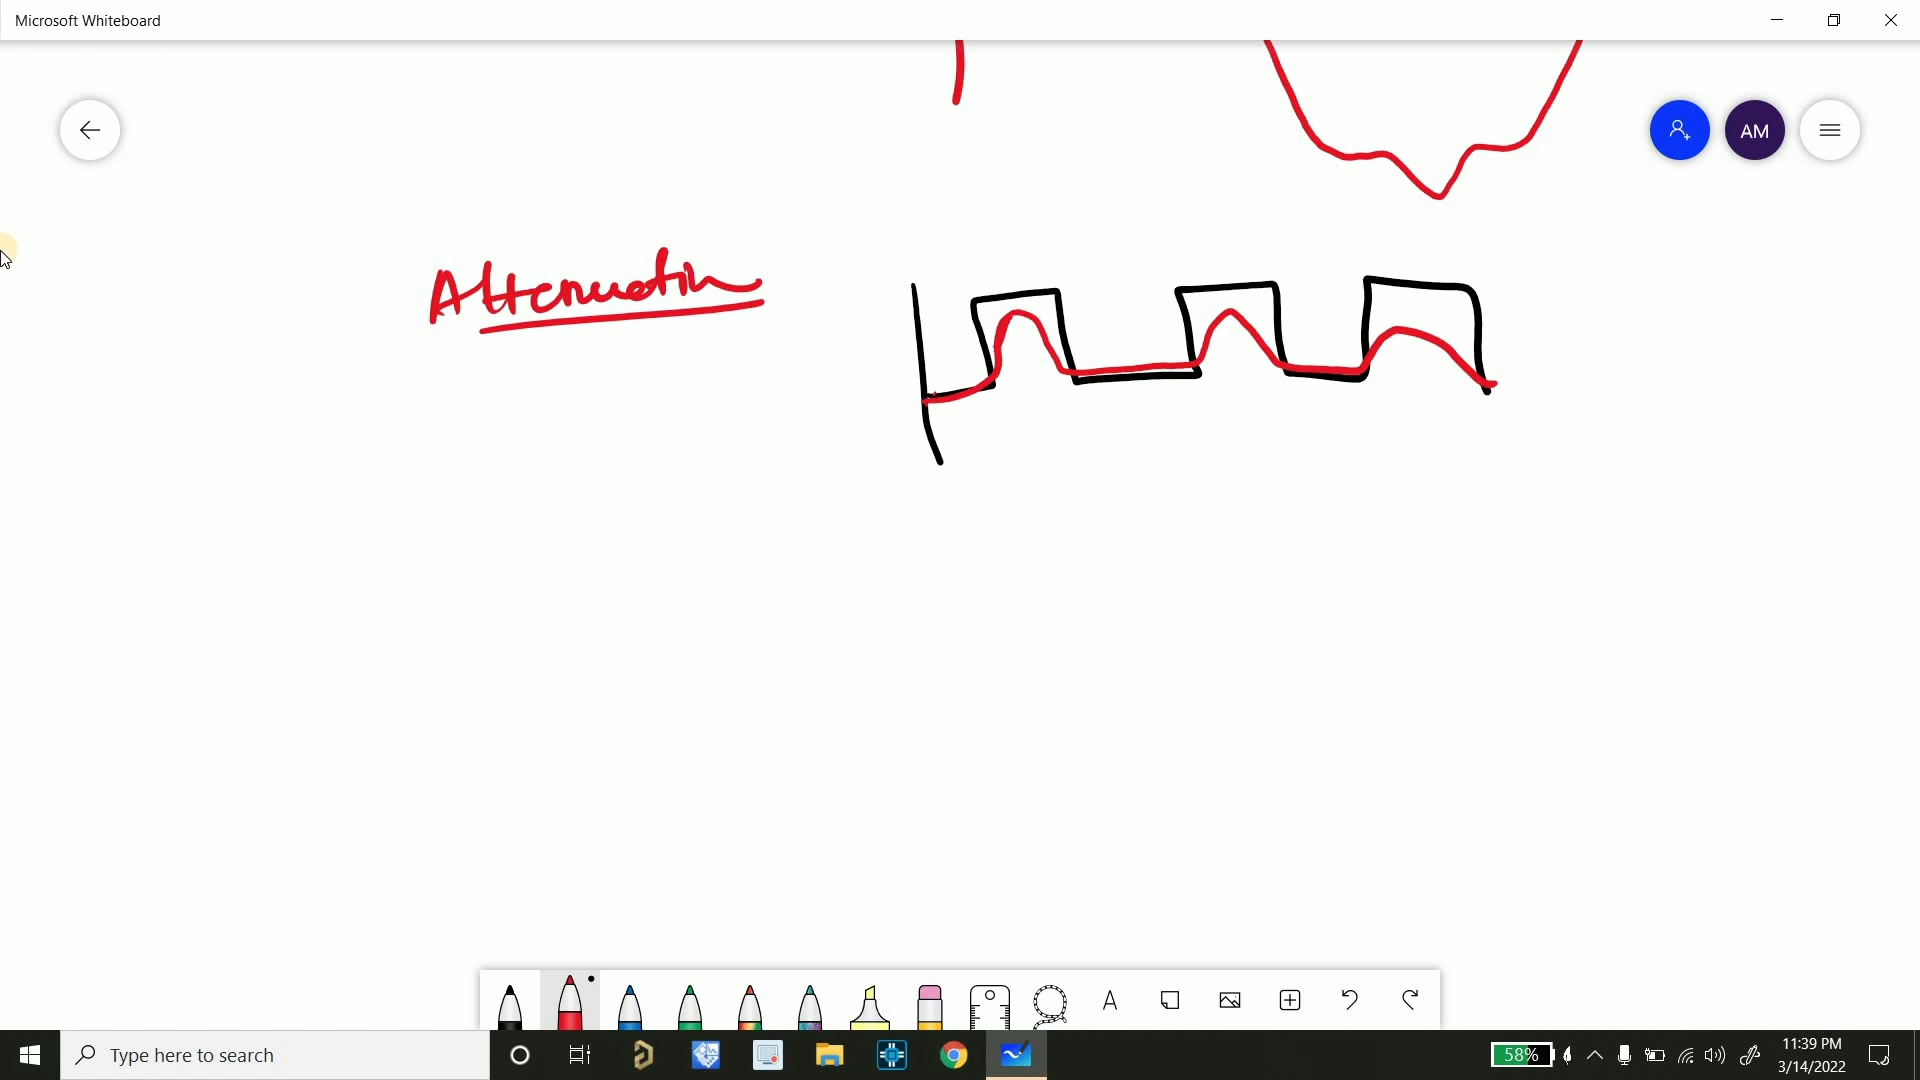 Microsoft Whiteboard
AM
Attenuation
A
Type here to search
58%
11:39 PM
3/14/2022